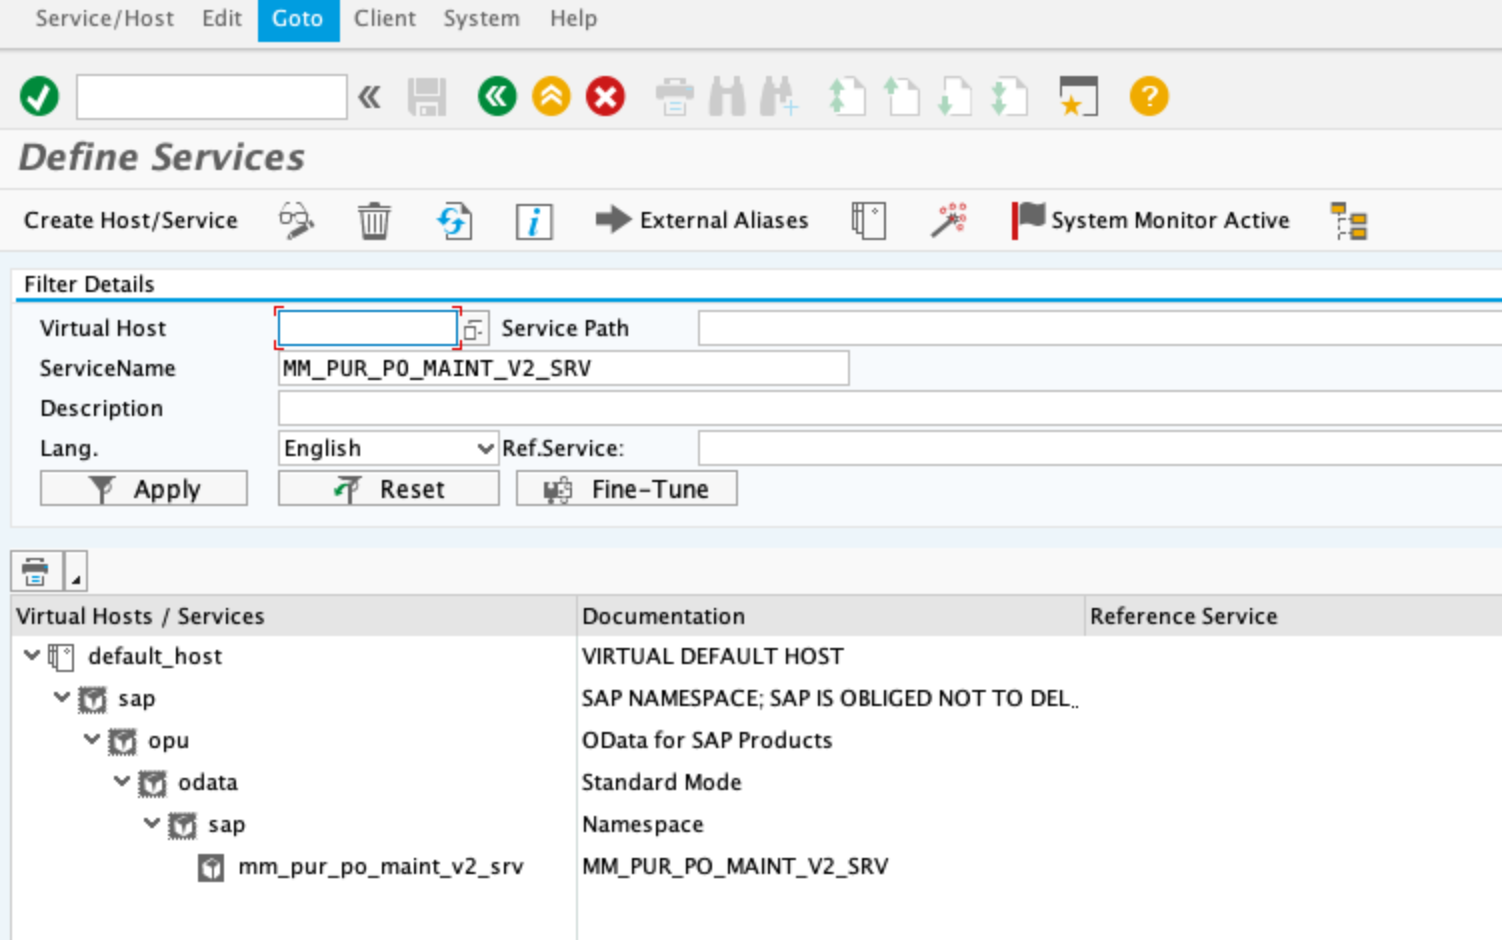 Service/Host Edit Goto Client System Help
Define Services
Create Host/Service External Aliases System Monitor Active
Filter Details
Virtual Host Service Path
ServiceName MM_PUR_PO_MAINT_V2_SRV
Description
Lang. English Ref.Service:
Apply Reset Fine-Tune
Virtual Hosts / Services Documentation Reference Service
default_host VIRTUAL DEFAULT HOST
sap SAP NAMESPACE; SAP IS OBLIGED NOT TO DEL..
opu OData for SAP Products
odata Standard Mode
sap Namespace
mm_pur_po_maint_v2_srv MM_PUR_PO_MAINT_V2_SRV